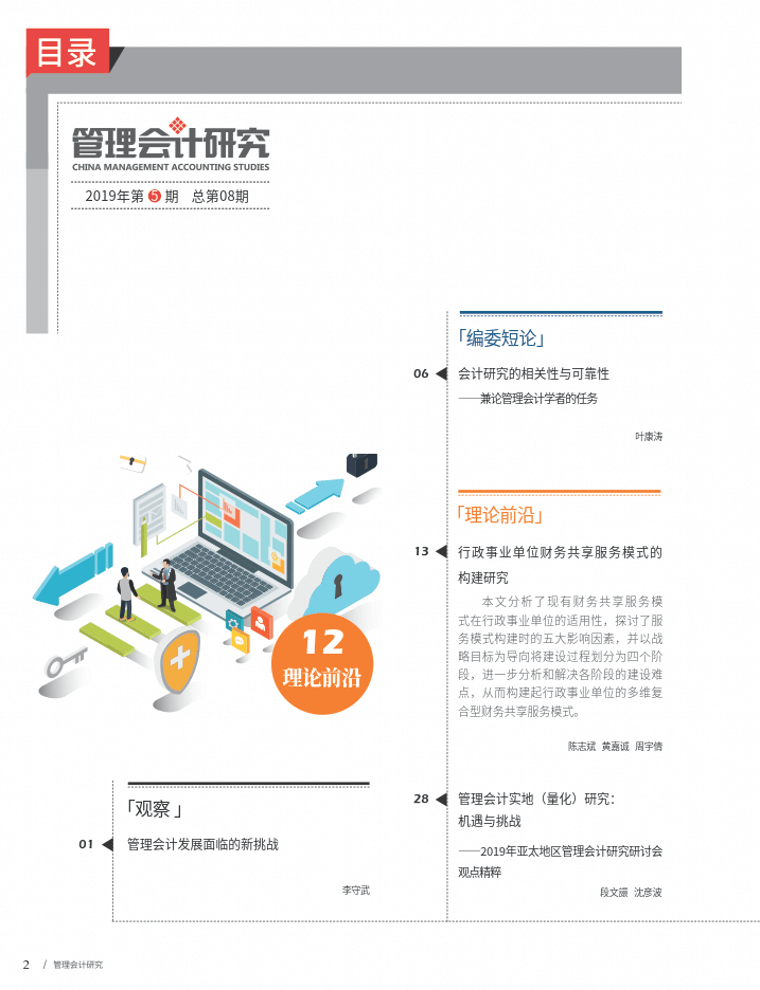 目录
管理会计研究
CHINA MANAGEMENT ACCOUNTING STUDIES
2019年第 5 期 总第08期
「编委短论」
06 会计研究的相关性与可靠性
——兼论管理会计学者的任务
叶康涛
「理论前沿」
13 行政事业单位财务共享服务模式的
构建研究
本文分析了现有财务共享服务模
式在行政事业单位的适用性，探讨了服
务模式构建时的五大影响因素，并以战
略目标为导向将建设过程划分为四个阶
段，进一步分析和解决各阶段的建设难
点，从而构建起行政事业单位的多维复
合型财务共享服务模式。
陈志斌 黄嘉诚 周宇倩
28 管理会计实地（量化）研究：
机遇与挑战
——2019年亚太地区管理会计研究研讨会
观点精粹
段文譞 沈彦波
12
理论前沿
「观察 」
01 管理会计发展面临的新挑战
李守武
2 / 管理会计研究